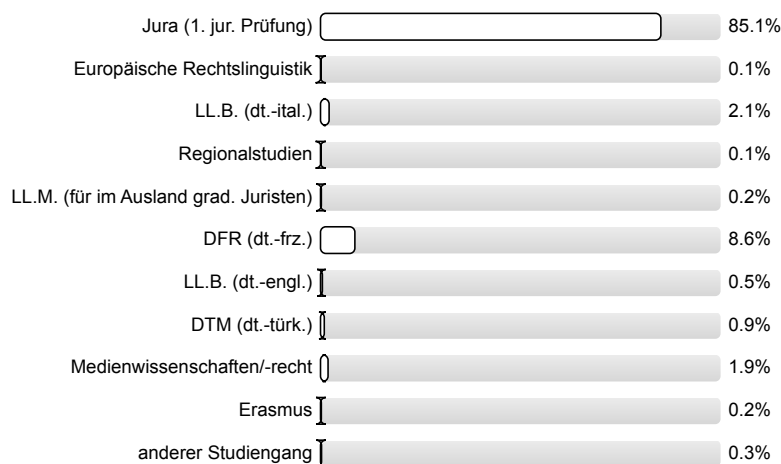 Jura (1. jur. Prüfung) 85.1%
Europäische Rechtslinguistik 0.1%
LL.B. (dt.-ital.) 2.1%
Regionalstudien 0.1%
LL.M. (für im Ausland grad. Juristen) 0.2%
DFR (dt.-frz.) 8.6%
LL.B. (dt.-engl.) 0.5%
DTM (dt.-türk.) 0.9%
Medienwissenschaften/-recht 1.9%
Erasmus 0.2%
anderer Studiengang 0.3%